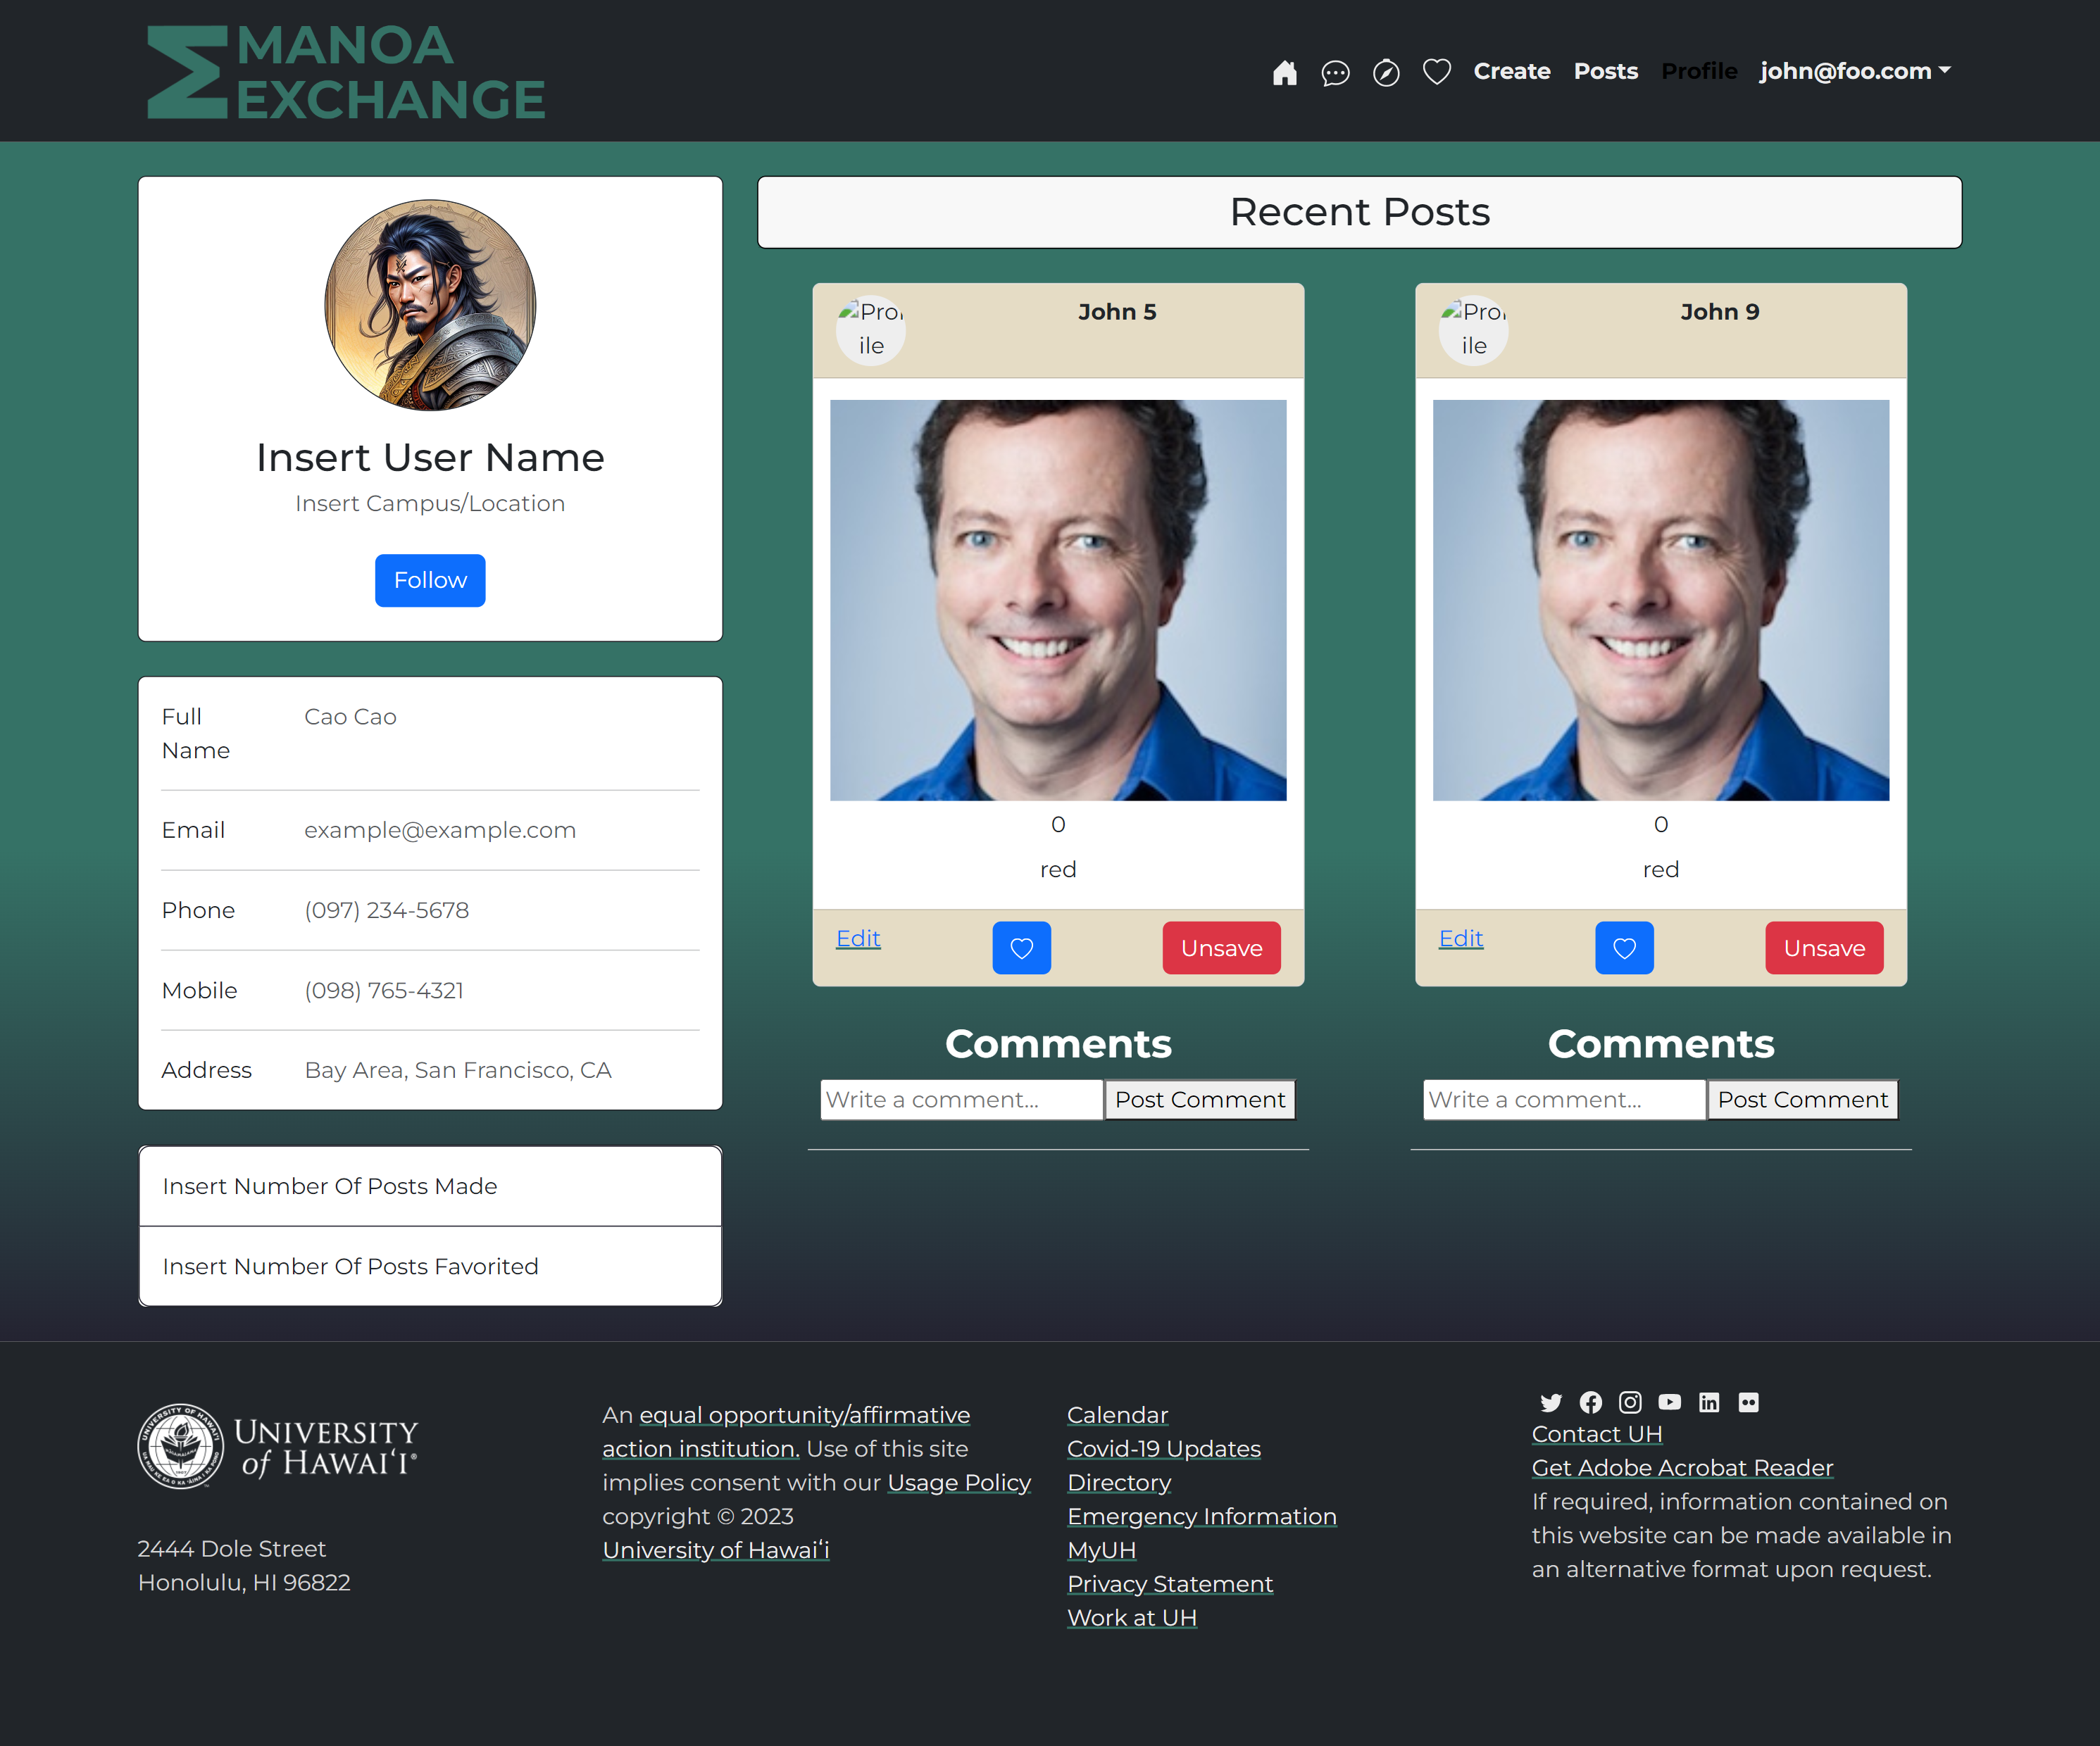 MANOA
EXCHANGE
Create Posts Profile john@foo.com
Insert User Name
Insert Campus/Location
Follow
Full
Name
Cao Cao
Email example@example.com
Phone (097) 234-5678
Mobile (098) 765-4321
Address Bay Area, San Francisco, CA
Insert Number Of Posts Made
Insert Number Of Posts Favorited
Recent Posts
Prof
ile
John 5
0
red
Edit Unsave
Comments
Write a comment... Post Comment
Prof
ile
John 9
0
red
Edit Unsave
Comments
Write a comment... Post Comment
UNIVERSITY
of HAWAIʻI®
2444 Dole Street
Honolulu, HI 96822
An equal opportunity/affirmative
action institution. Use of this site
implies consent with our Usage Policy
copyright © 2023
University of Hawaiʻi
Calendar
Covid-19 Updates
Directory
Emergency Information
MyUH
Privacy Statement
Work at UH
Contact UH
Get Adobe Acrobat Reader
If required, information contained on
this website can be made available in
an alternative format upon request.